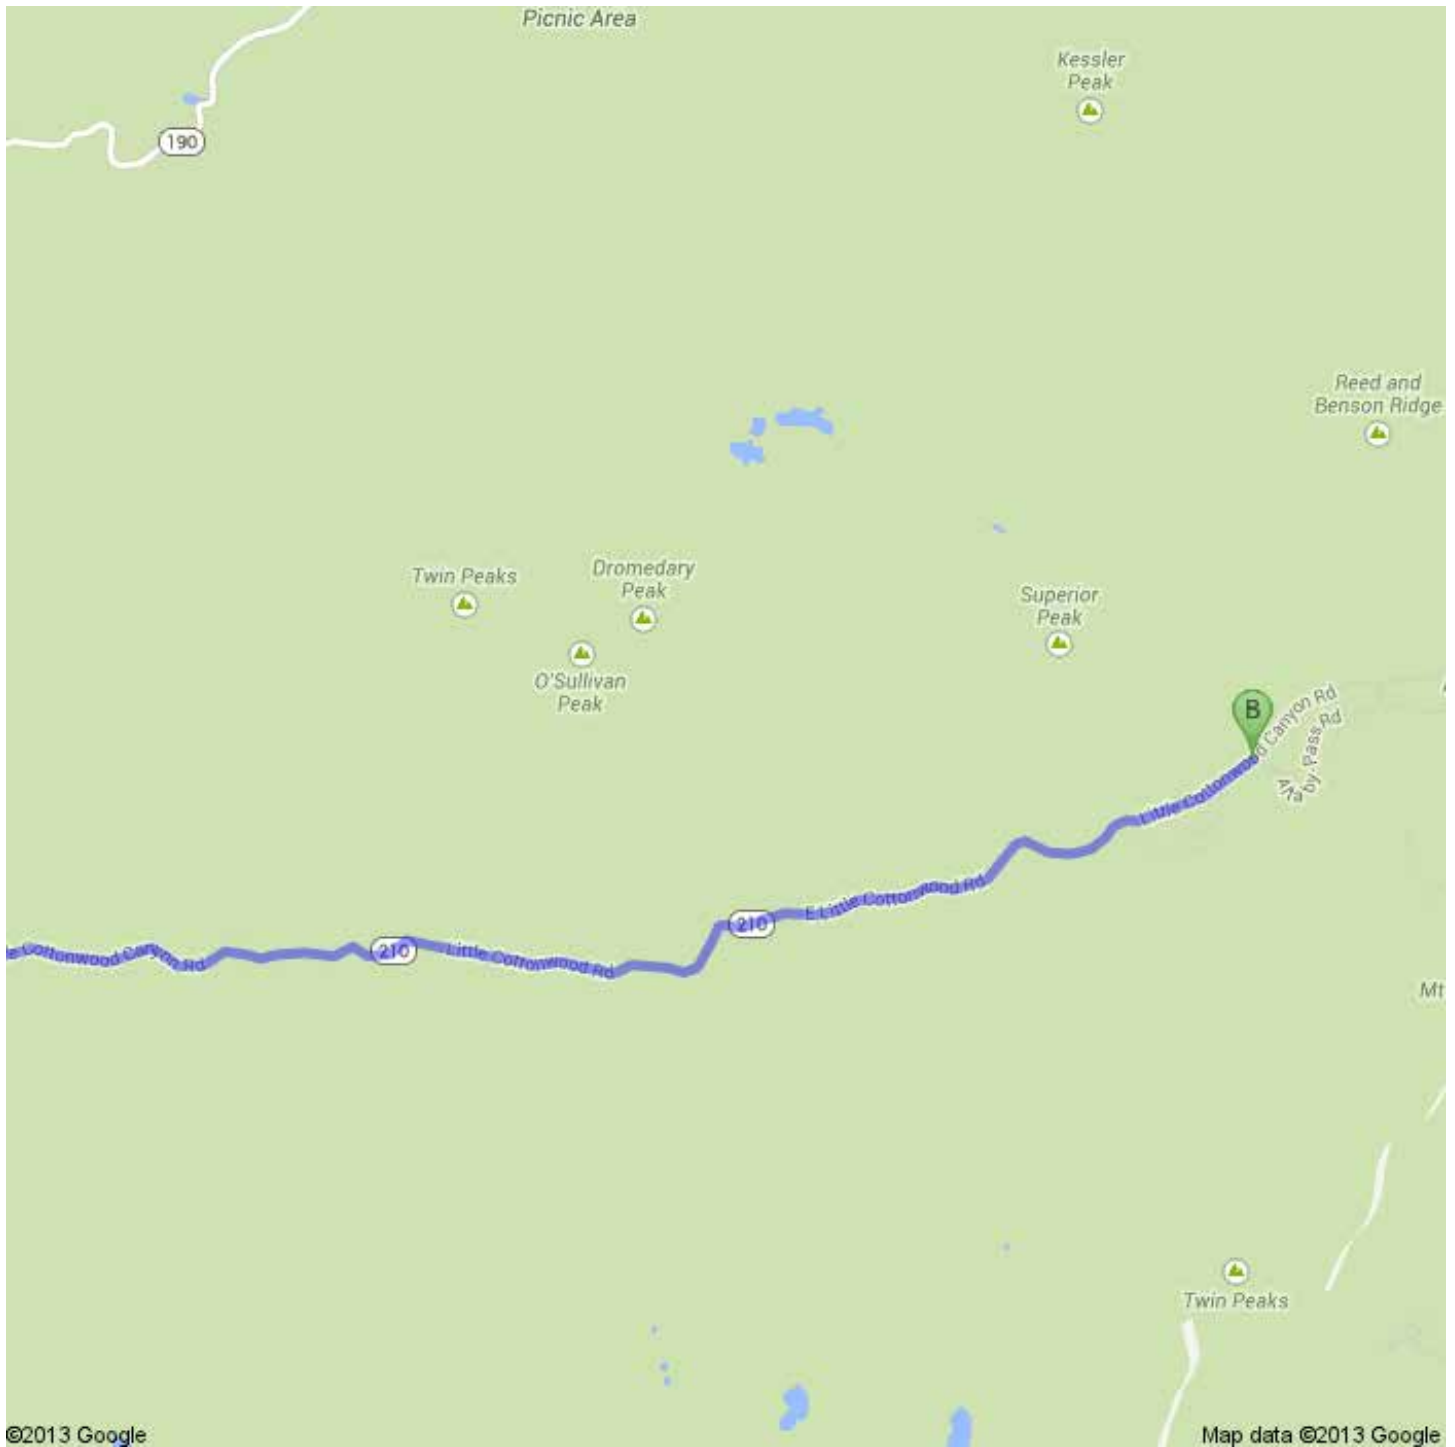 Picnic Area
Kessler
Peak
190
Reed and
Benson Ridge
Twin Peaks
Dromedary
Peak
Superior
Peak
O'Sullivan
Peak
B
Little Cottonwood Canyon Rd
Alta by-Pass Rd
E Little Cottonwood Rd
210
210
Little Cottonwood Rd
e Cottonwood Canyon Rd
Mt
Twin Peaks
©2013 Google
Map data ©2013 Google